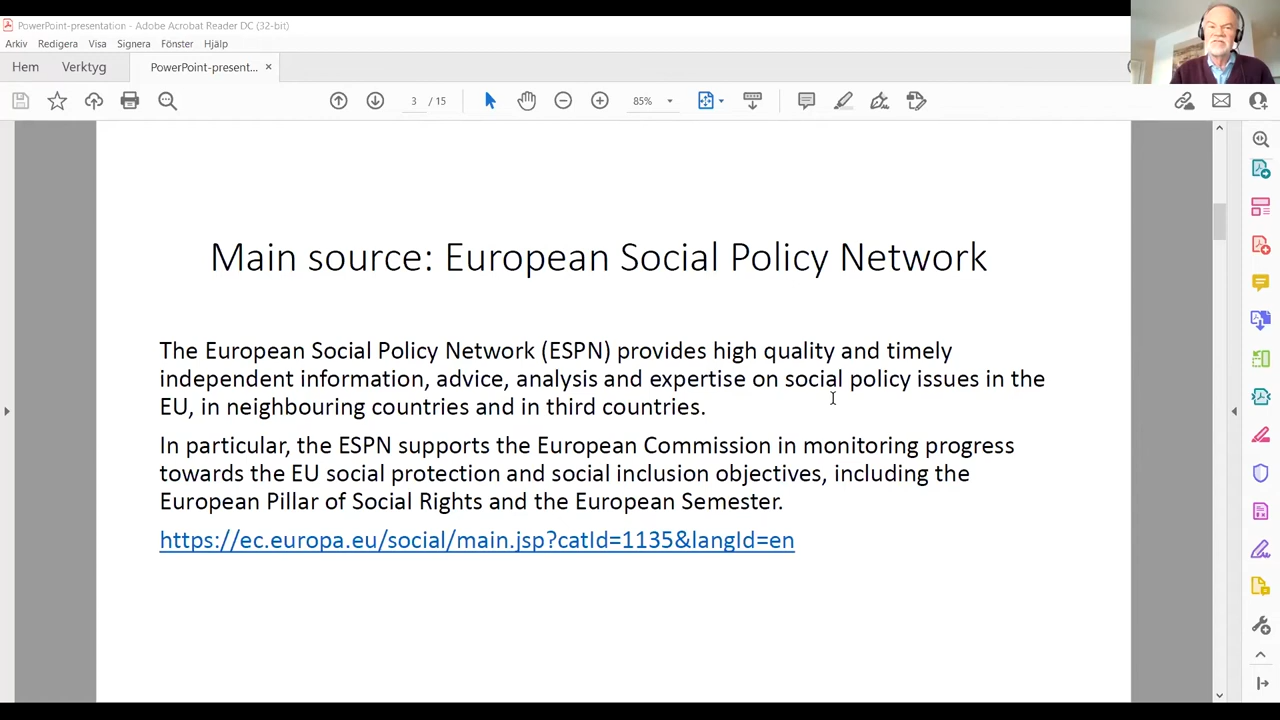 PowerPoint-presentation - Adobe Acrobat Reader DC (32-bit)
Arkiv Redigera Visa Signera Fönster Hjälp
Hem Verktyg PowerPoint-present... ×
3 / 15 85%
Main source: European Social Policy Network
The European Social Policy Network (ESPN) provides high quality and timely
independent information, advice, analysis and expertise on social policy issues in the
EU, in neighbouring countries and in third countries.
In particular, the ESPN supports the European Commission in monitoring progress
towards the EU social protection and social inclusion objectives, including the
European Pillar of Social Rights and the European Semester.
https://ec.europa.eu/social/main.jsp?catId=1135&langId=en